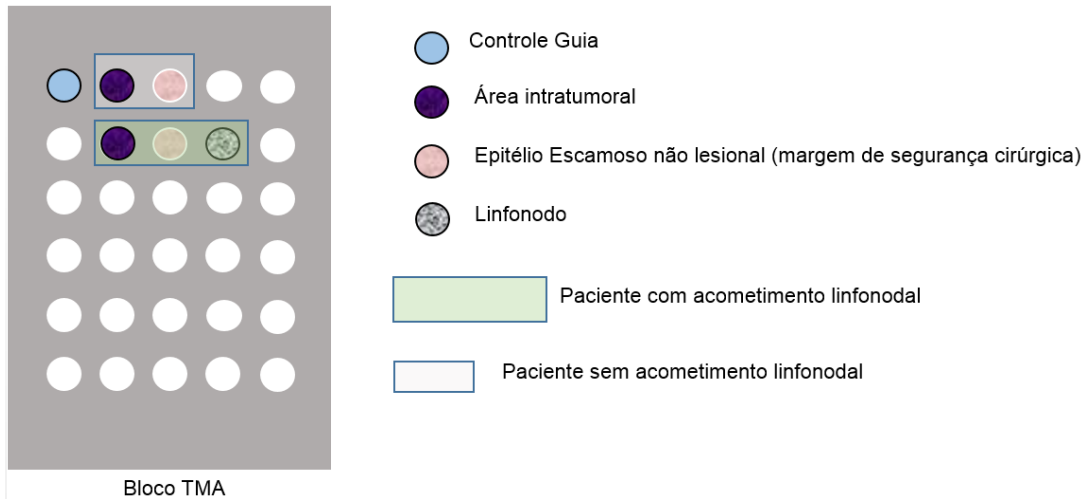 Controle Guia
Área intratumoral
Epitélio Escamoso não lesional (margem de segurança cirúrgica)
Linfonodo
Paciente com acometimento linfonodal
Paciente sem acometimento linfonodal
Bloco TMA